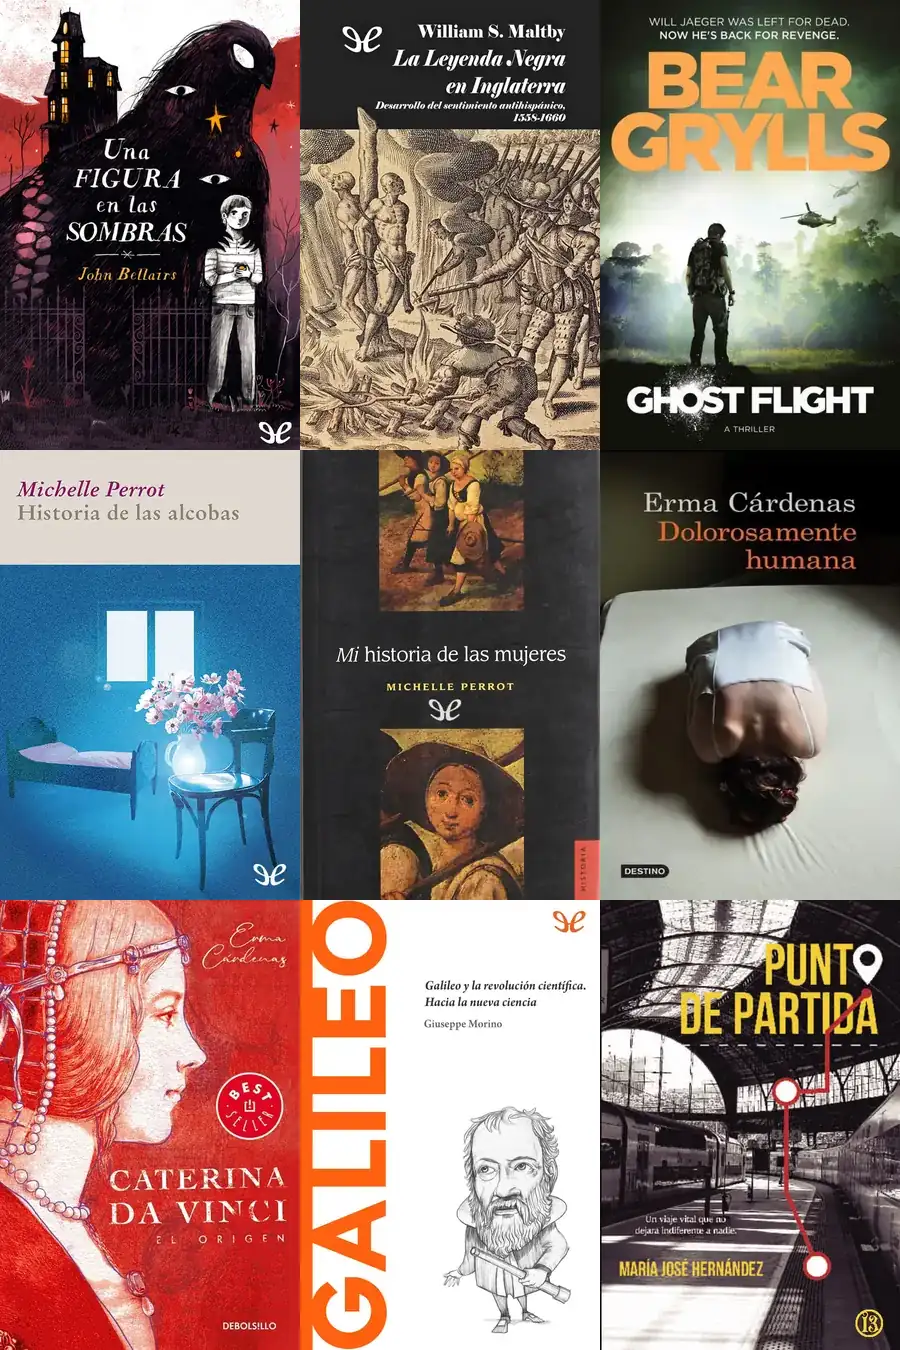 Una
FIGURA
en las
SOMBRAS
John Bellairs
William S. Maltby
La Leyenda Negra
en Inglaterra
Desarrollo del sentimiento antihispánico,
1558-1660
WILL JAEGER WAS LEFT FOR DEAD.
NOW HE'S BACK FOR REVENGE.
BEAR
GRYLLS
GHOST FLIGHT
A THRILLER
Michelle Perrot
Historia de las alcobas
Mi historia de las mujeres
MICHELLE PERROT
HISTORIA
Erma Cárdenas
Dolorosamente
humana
DESTINO
Erma
Cárdenas
BEST
SELLER
CATERINA
DA VINCI
EL ORIGEN
DEBOLS!LLO
GALILEO
Galileo y la revolución científica.
Hacia la nueva ciencia
Giuseppe Morino
PUNTO
DE PARTIDA
Un viaje vital que no
dejará indiferente a nadie.
MARÍA JOSÉ HERNÁNDEZ
13